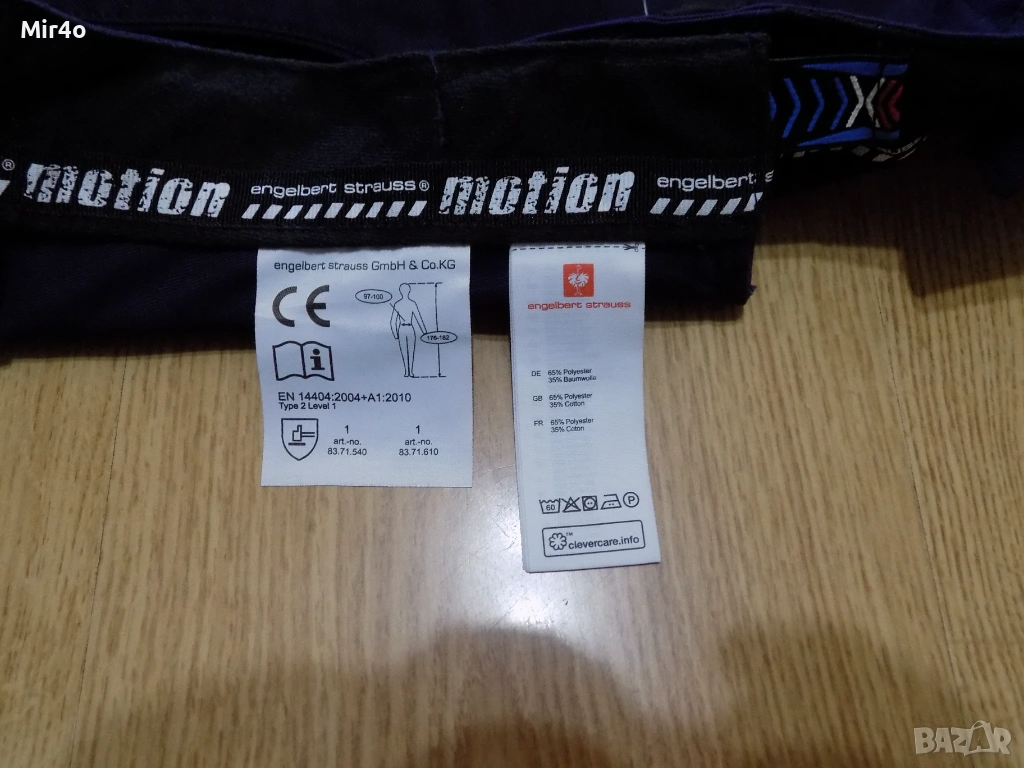 Mir4o
® motion engelbert strauss® motion engelbert s
engelbert strauss GmbH & Co.KG
CE
97-100
176-182
i
EN 14404:2004+A1:2010
Type 2 Level 1
1 1
art.-no. art.-no.
83.71.540 83.71.610
engelbert strauss
DE 65% Polyester
35% Baumwolle
GB 65% Polyester
35% Cotton
FR 65% Polyester
35% Coton
60 P
™
clevercare.info
BAZAR